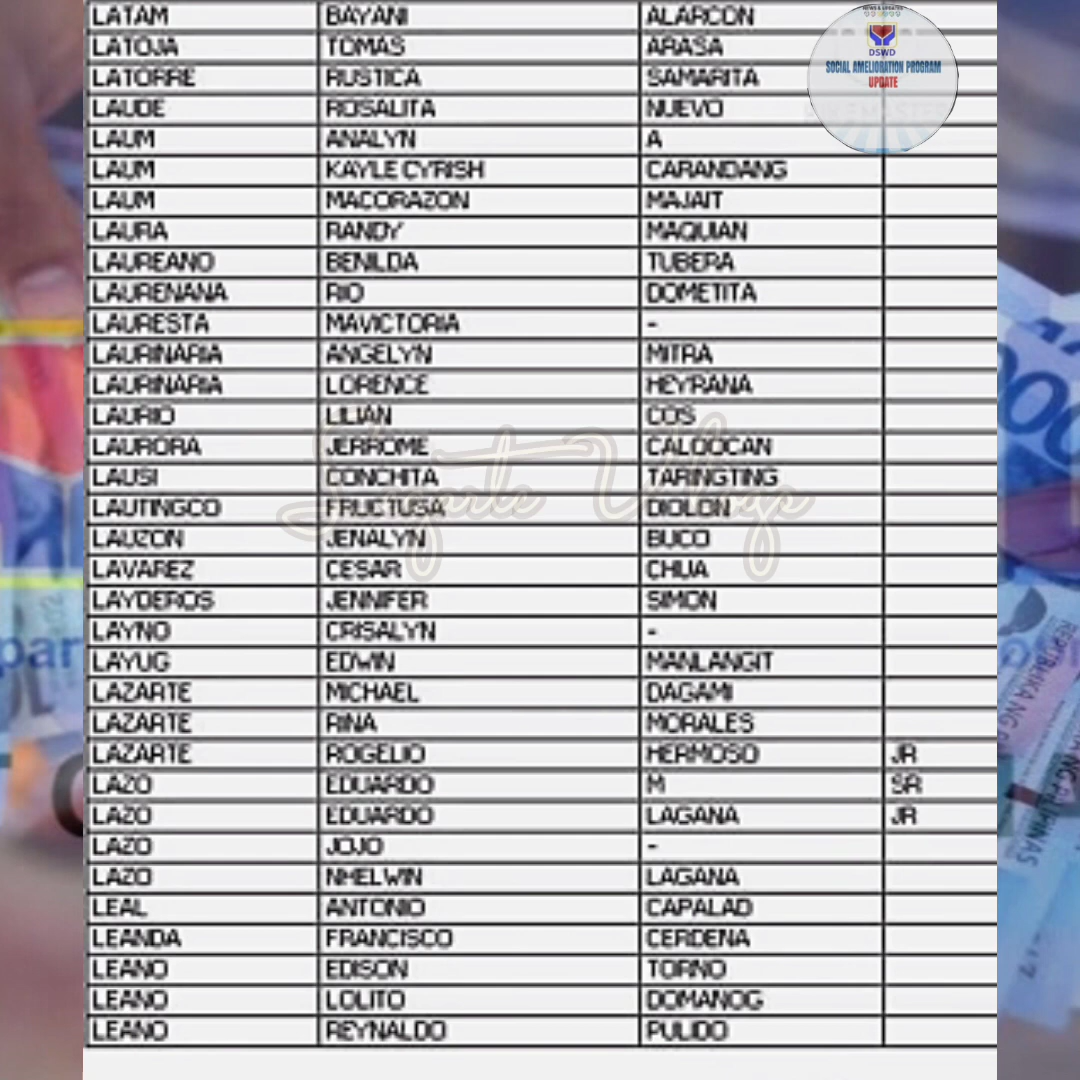 NEWS & UPDATES
DSWD
SOCIAL AMELIORATION PROGRAM
UPDATE
LATAM BAYANI ALARCON
LATOJA TOMAS ARASA
LATORRE RUSTICA SAMARITA
LAUDE ROSALITA NUEVO
LAUM ANALYN A
LAUM KAYLE CYRISH CARANDANG
LAUM MACORAZON MAJAIT
LAURA RANDY MAQUIAN
LAUREANO BENILDA TUBERA
LAURENANA RIO DOMETITA
LAURESTA MAVICTORIA -
LAURINARIA ANGELYN MITRA
LAURINARIA LORENCE HEYRANA
LAURIO LILIAN COS
LAURORA JERROME CALOOCAN
LAUSI CONCHITA TARINGTING
LAUTINGCO FRUCTUSA DIOLON
LAUZON JENALYN BUCO
LAVAREZ CESAR CHUA
LAYDEROS JENNIFER SIMON
LAYNO CRISALYN -
LAYUG EDWIN MANLANGIT
LAZARTE MICHAEL DAGAMI
LAZARTE RINA MORALES
LAZARTE ROGELIO HERMOSO JR
LAZO EDUARDO M SR
LAZO EDUARDO LAGANA JR
LAZO JOJO -
LAZO NHELWIN LAGANA
LEAL ANTONIO CAPALAD
LEANDA FRANCISCO CERDENA
LEANO EDISON TORNO
LEANO LOLITO DOMANOG
LEANO REYNALDO PULIDO